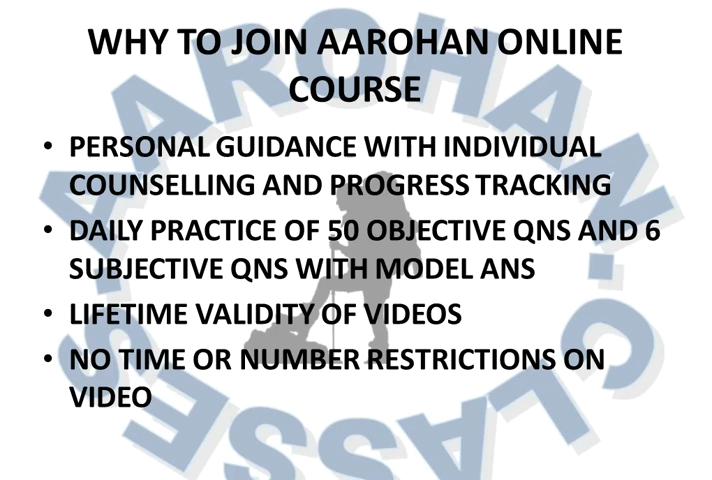 WHY TO JOIN AAROHAN ONLINE
COURSE
• PERSONAL GUIDANCE WITH INDIVIDUAL
COUNSELLING AND PROGRESS TRACKING
• DAILY PRACTICE OF 50 OBJECTIVE QNS AND 6
SUBJECTIVE QNS WITH MODEL ANS
• LIFETIME VALIDITY OF VIDEOS
• NO TIME OR NUMBER RESTRICTIONS ON
VIDEO
AAROHAN CLASSES